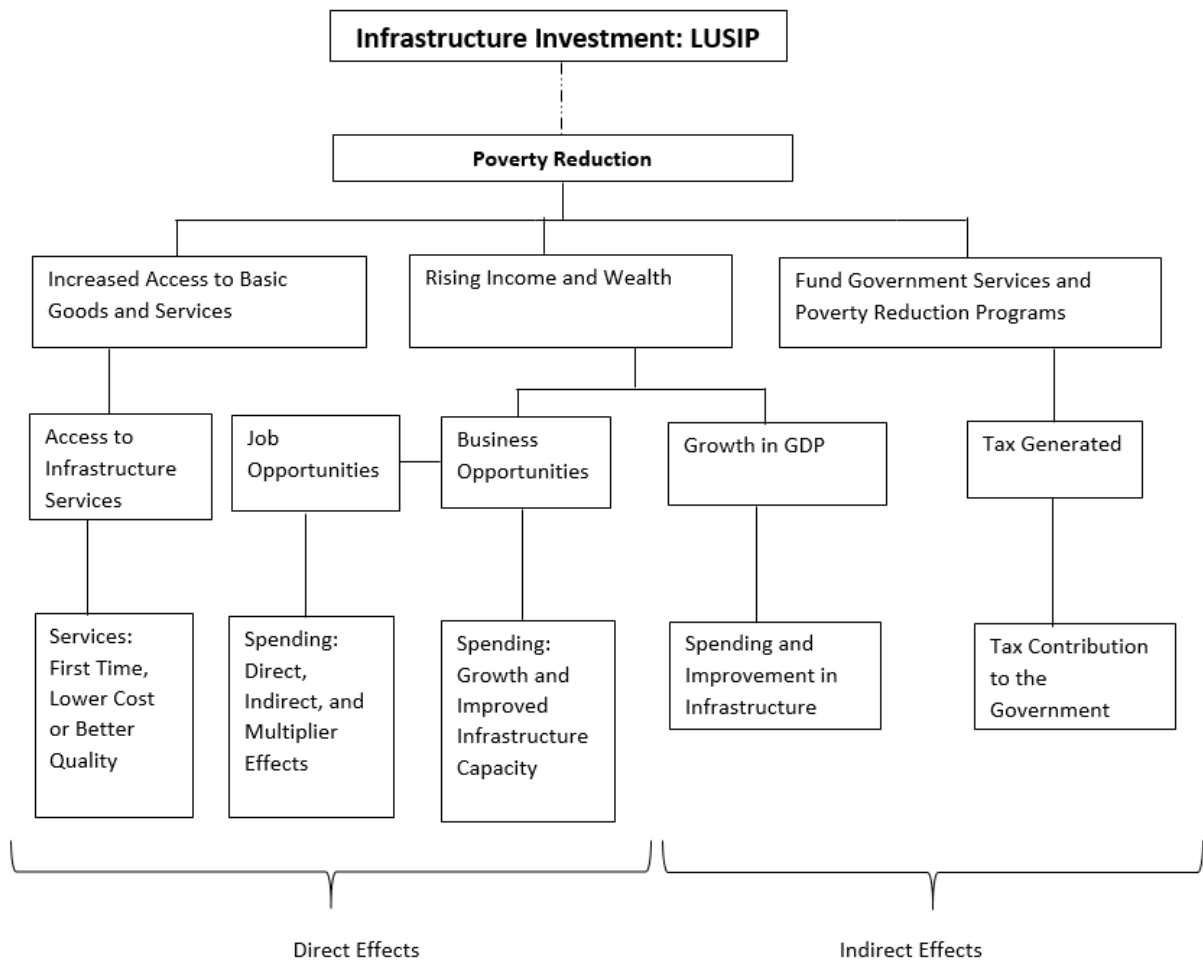 Infrastructure Investment: LUSIP
Poverty Reduction
Increased Access to Basic
Goods and Services
Rising Income and Wealth
Fund Government Services and
Poverty Reduction Programs
Access to
Infrastructure
Services
Job
Opportunities
Business
Opportunities
Growth in GDP
Tax Generated
Services:
First Time,
Lower Cost
or Better
Quality
Spending:
Direct,
Indirect, and
Multiplier
Effects
Spending:
Growth and
Improved
Infrastructure
Capacity
Spending and
Improvement in
Infrastructure
Tax Contribution
to the
Government
Direct Effects
Indirect Effects